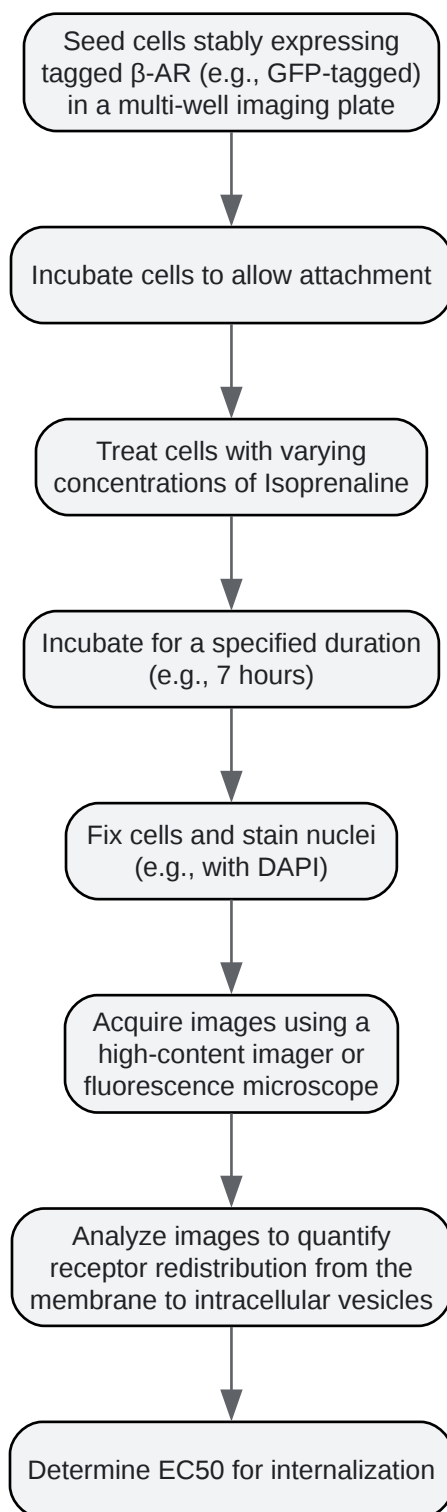 Seed cells stably expressing
tagged β-AR (e.g., GFP-tagged)
in a multi-well imaging plate
Incubate cells to allow attachment
Treat cells with varying
concentrations of Isoprenaline
Incubate for a specified duration
(e.g., 7 hours)
Fix cells and stain nuclei
(e.g., with DAPI)
Acquire images using a
high-content imager or
fluorescence microscope
Analyze images to quantify
receptor redistribution from the
membrane to intracellular vesicles
Determine EC50 for internalization